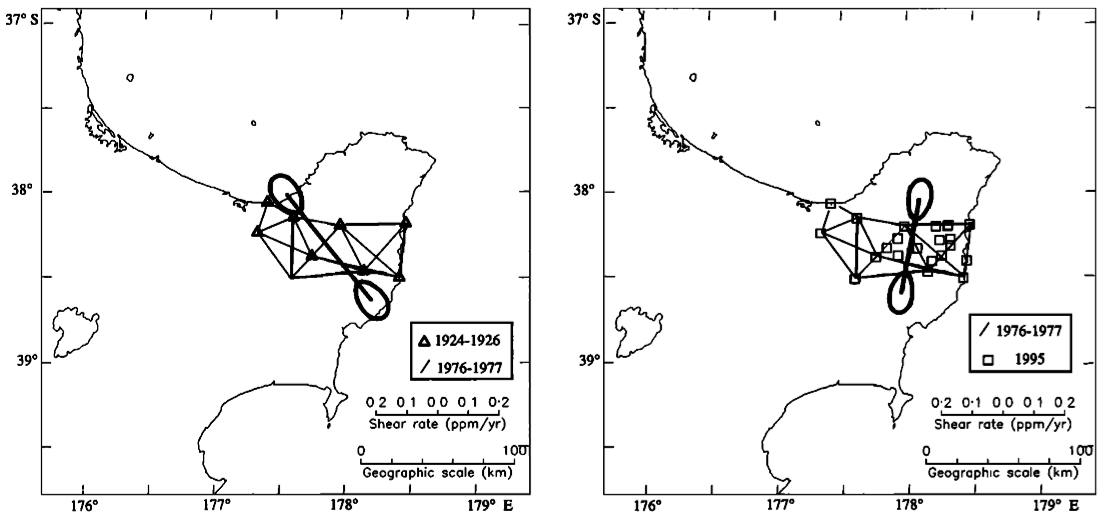 37° S
38°
39°
△ 1924-1926
/ 1976-1977
0·2 0·1 0·0 0·1 0·2
Shear rate (ppm/yr)
0 100
Geographic scale (km)
176° 177° 178° 179° E
37° S
38°
39°
/ 1976-1977
□ 1995
0·2 0·1 0·0 0·1 0·2
Shear rate (ppm/yr)
0 100
Geographic scale (km)
176° 177° 178° 179° E